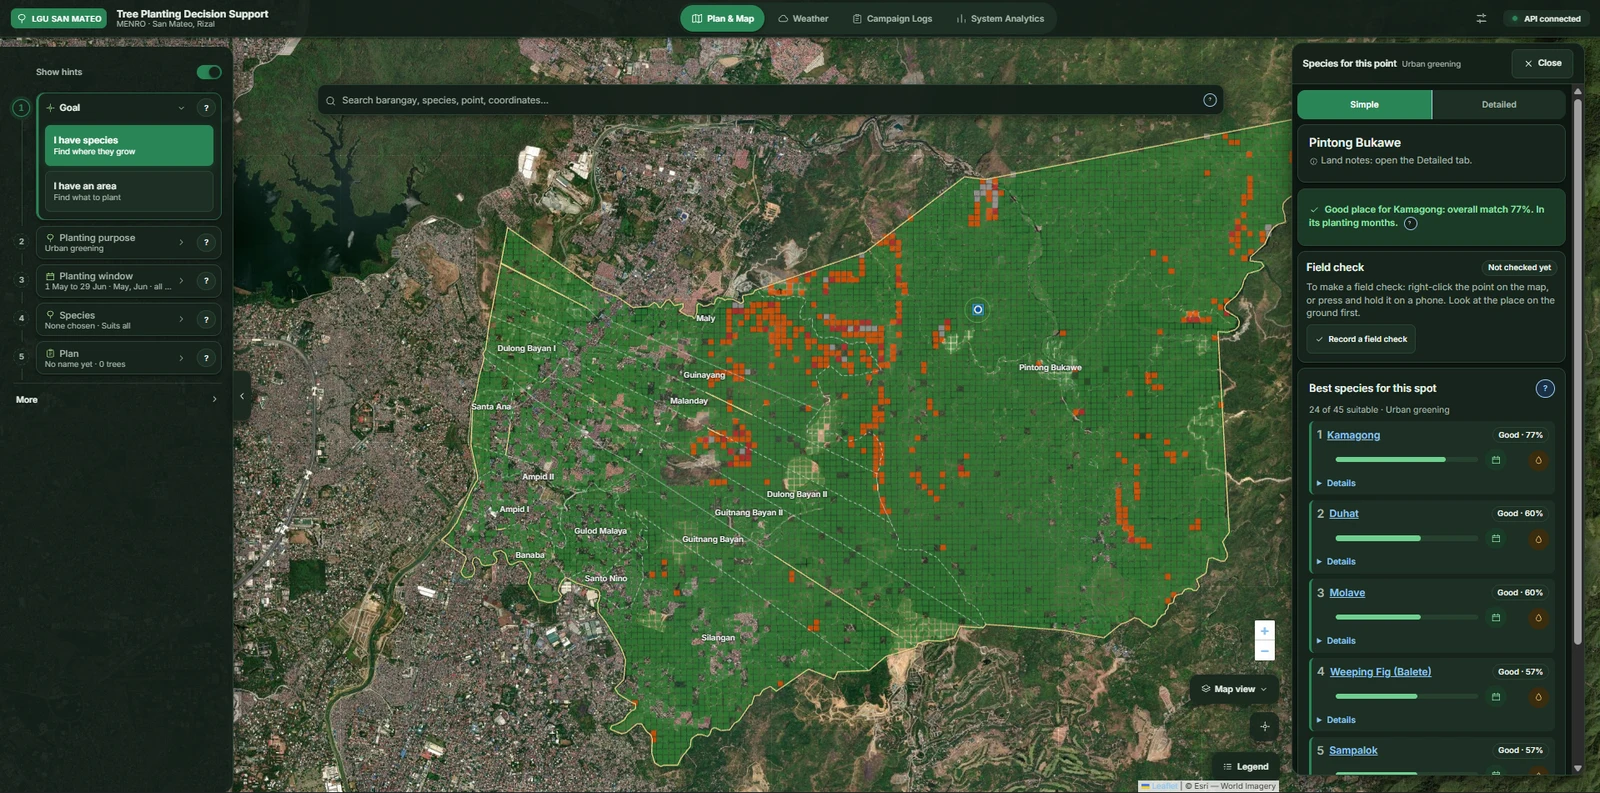 LGU SAN MATEO
Tree Planting Decision Support
MENRO · San Mateo, Rizal
Plan & Map
Weather
Campaign Logs
System Analytics
API connected
Show hints
1
Goal
?
I have species
Find where they grow
I have an area
Find what to plant
2
Planting purpose
Urban greening
?
3
Planting window
1 May to 29 Jun · May, Jun · all ...
?
4
Species
None chosen · Suits all
?
5
Plan
No name yet · 0 trees
?
More
Search barangay, species, point, coordinates...
?
Maly
Dulong Bayan I
Pintong Bukawe
Guinayang
Malanday
Santa Ana
Ampid II
Dulong Bayan II
Ampid I
Guitnang Bayan II
Gulod Malaya
Guitnang Bayan
Banaba
Santo Nino
Silangan
+
−
Map view
Legend
Leaflet | © Esri — World Imagery
Species for this point
Urban greening
Close
Simple
Detailed
Pintong Bukawe
Land notes: open the Detailed tab.
Good place for Kamagong: overall match 77%. In
its planting months. ?
Field check
Not checked yet
To make a field check: right-click the point on the map,
or press and hold it on a phone. Look at the place on the
ground first.
Record a field check
Best species for this spot
?
24 of 45 suitable · Urban greening
1 Kamagong
Good · 77%
Details
2 Duhat
Good · 60%
Details
3 Molave
Good · 60%
Details
4 Weeping Fig (Balete)
Good · 57%
Details
5 Sampalok
Good · 57%